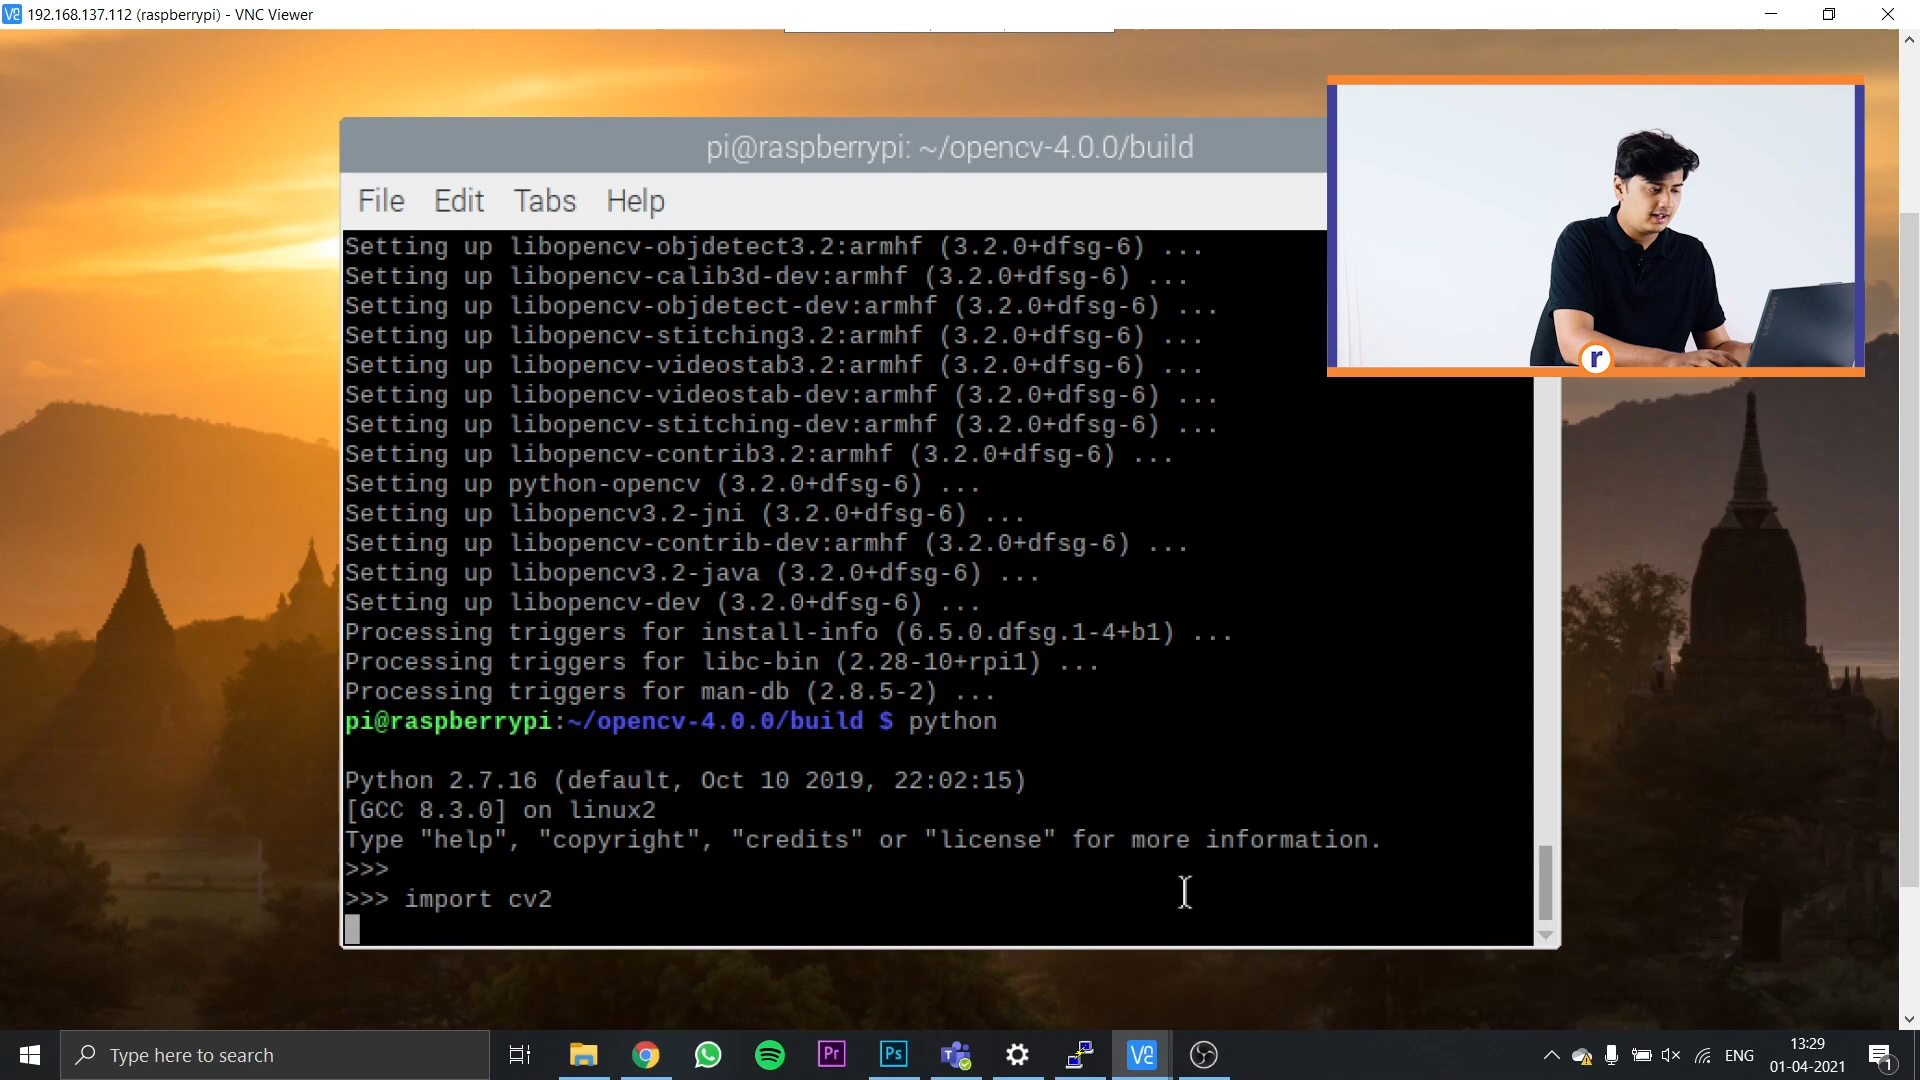 192.168.137.112 (raspberrypi) - VNC Viewer
pi@raspberrypi: ~/opencv-4.0.0/build
File Edit Tabs Help
Setting up libopencv-objdetect3.2:armhf (3.2.0+dfsg-6) ...
Setting up libopencv-calib3d-dev:armhf (3.2.0+dfsg-6) ...
Setting up libopencv-objdetect-dev:armhf (3.2.0+dfsg-6) ...
Setting up libopencv-stitching3.2:armhf (3.2.0+dfsg-6) ...
Setting up libopencv-videostab3.2:armhf (3.2.0+dfsg-6) ...
Setting up libopencv-videostab-dev:armhf (3.2.0+dfsg-6) ...
Setting up libopencv-stitching-dev:armhf (3.2.0+dfsg-6) ...
Setting up libopencv-contrib3.2:armhf (3.2.0+dfsg-6) ...
Setting up python-opencv (3.2.0+dfsg-6) ...
Setting up libopencv3.2-jni (3.2.0+dfsg-6) ...
Setting up libopencv-contrib-dev:armhf (3.2.0+dfsg-6) ...
Setting up libopencv3.2-java (3.2.0+dfsg-6) ...
Setting up libopencv-dev (3.2.0+dfsg-6) ...
Processing triggers for install-info (6.5.0.dfsg.1-4+b1) ...
Processing triggers for libc-bin (2.28-10+rpi1) ...
Processing triggers for man-db (2.8.5-2) ...
pi@raspberrypi:~/opencv-4.0.0/build $ python
Python 2.7.16 (default, Oct 10 2019, 22:02:15)
[GCC 8.3.0] on linux2
Type "help", "copyright", "credits" or "license" for more information.
>>>
>>> import cv2
r
Type here to search
Pr
Ps
ENG
13:29
01-04-2021
1